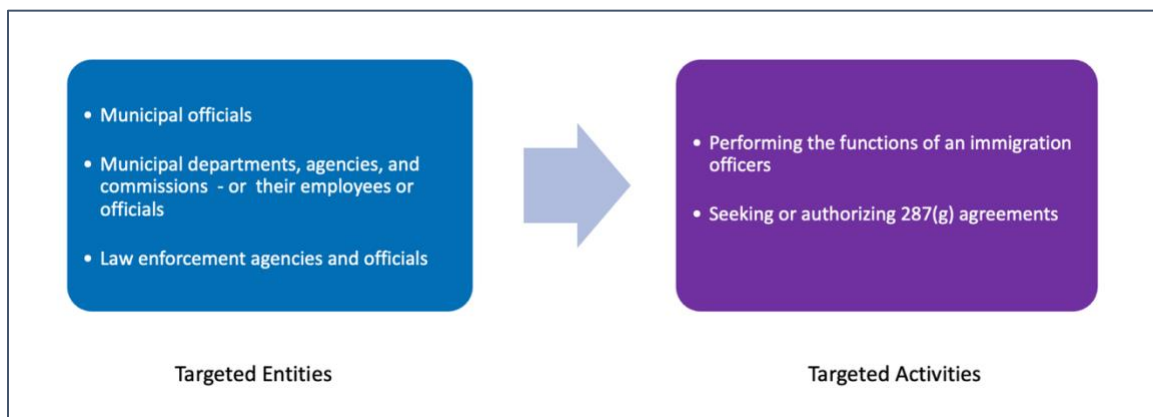 • Municipal officials
• Municipal departments, agencies, and
commissions - or their employees or
officials
• Law enforcement agencies and officials
• Performing the functions of an immigration
officers
• Seeking or authorizing 287(g) agreements
Targeted Entities
Targeted Activities